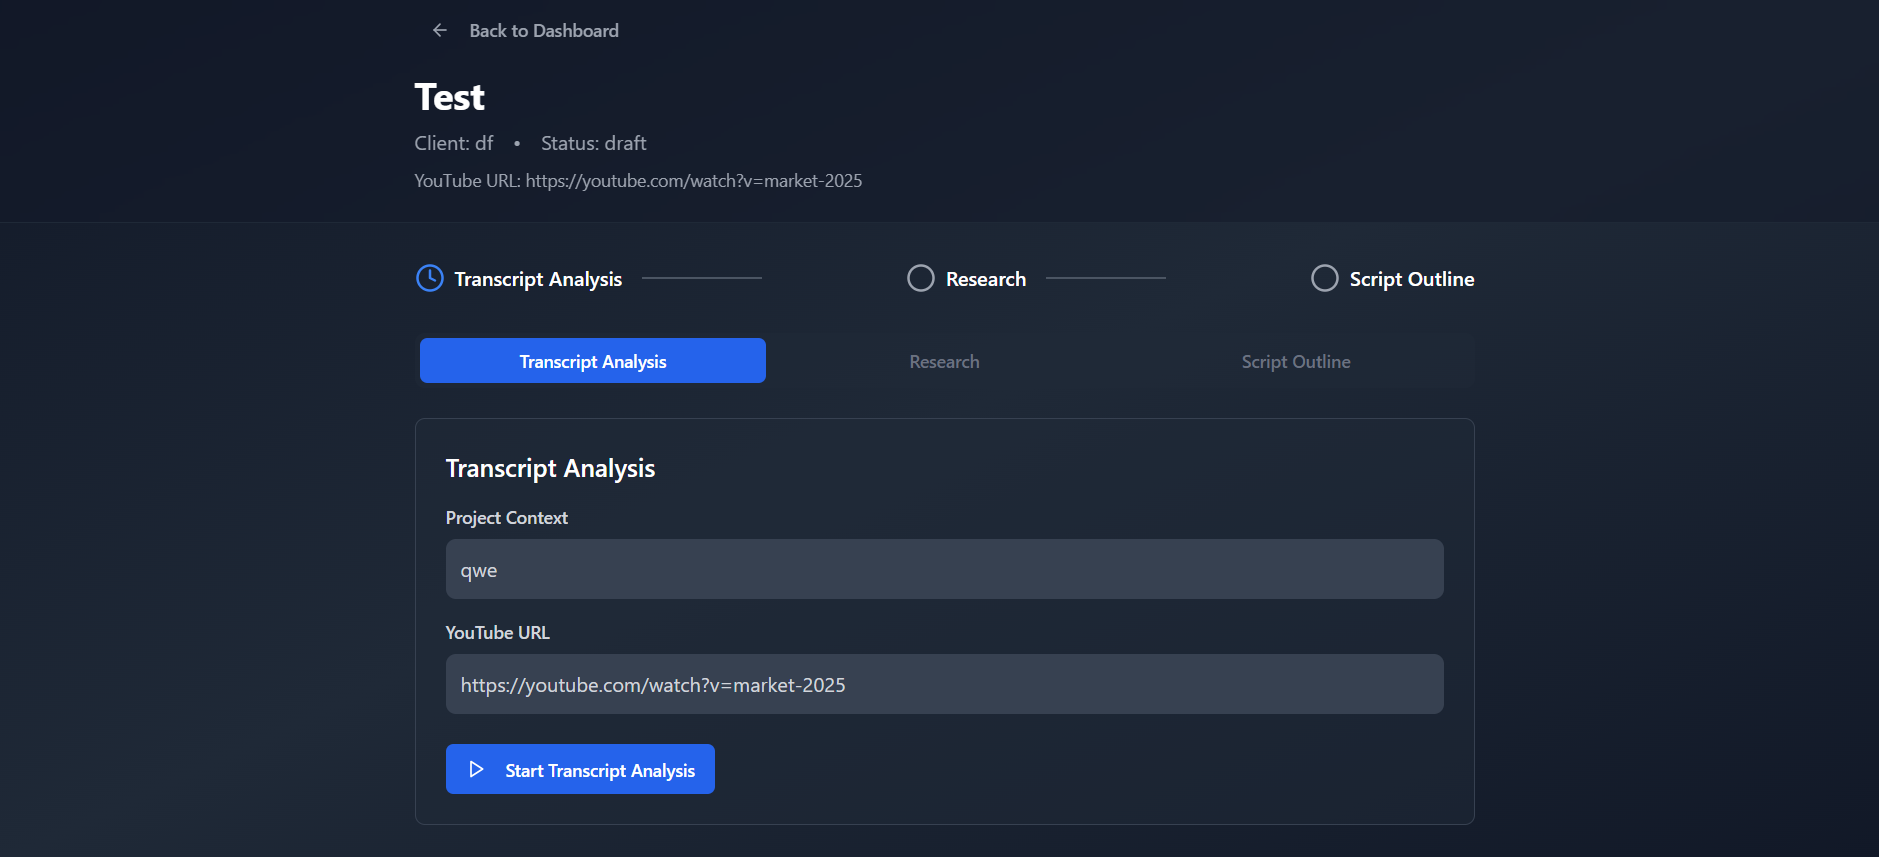 Back to Dashboard
Test
Client: df • Status: draft
YouTube URL: https://youtube.com/watch?v=market-2025
Transcript Analysis Research Script Outline
Transcript Analysis Research Script Outline
Transcript Analysis
Project Context
qwe
YouTube URL
https://youtube.com/watch?v=market-2025
Start Transcript Analysis